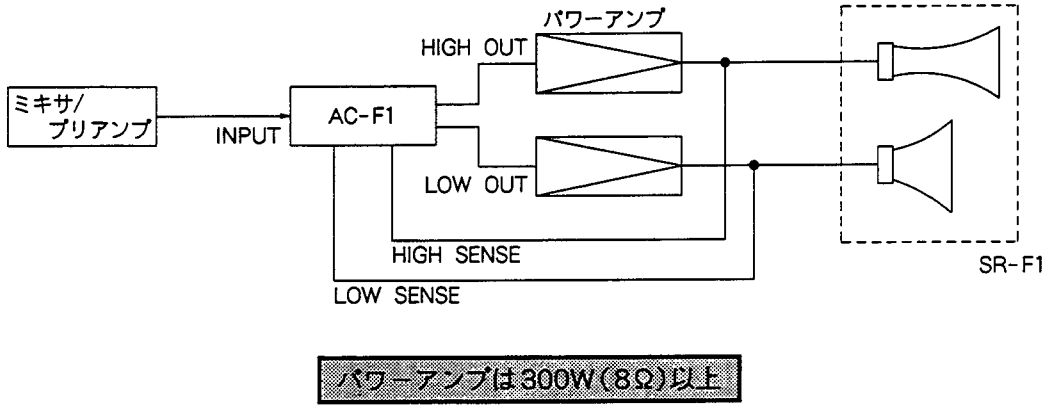 パワーアンプ
HIGH OUT
ミキサ/
プリアンプ
INPUT
AC-F1
LOW OUT
HIGH SENSE
LOW SENSE
SR-F1
パワーアンプは300W(8Ω)以上